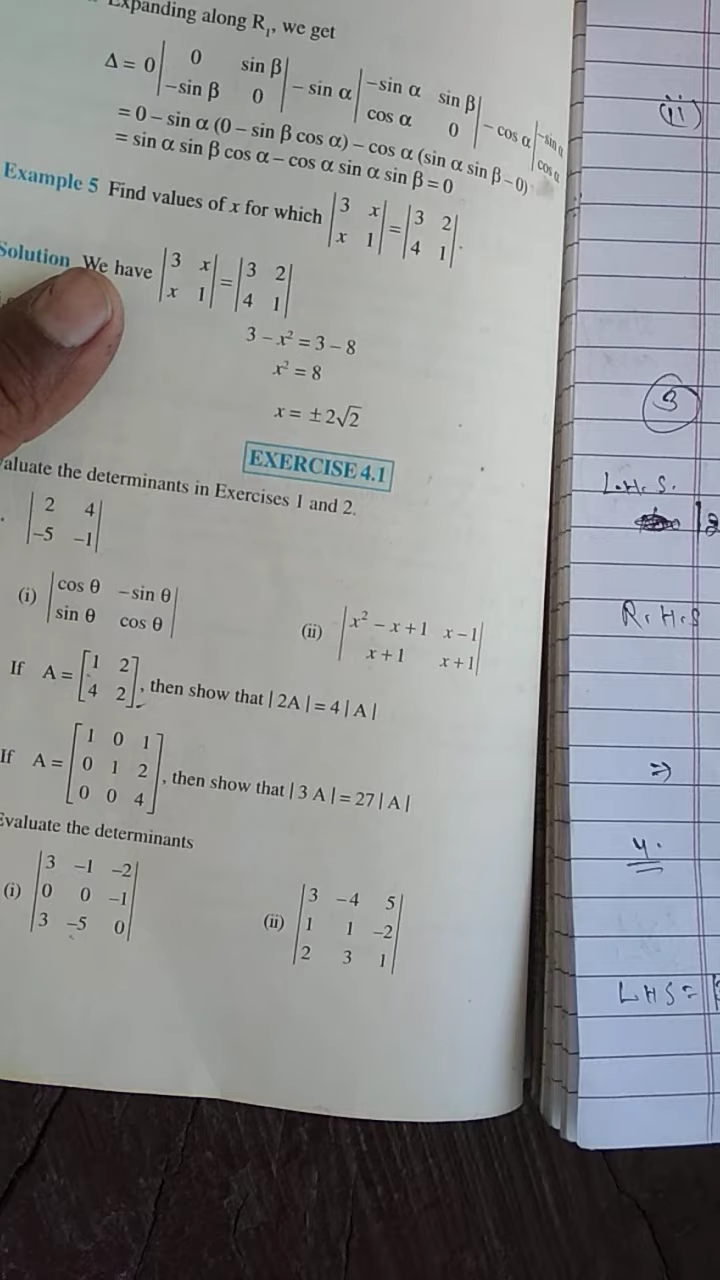 Expanding along R₁, we get
Δ = 0 | 0 sin β | – sin α | –sin α sin β | – cos α | –sin α
| –sin β 0 | | cos α 0 | | cos α
= 0 – sin α (0 – sin β cos α) – cos α (sin α sin β – 0)
= sin α sin β cos α – cos α sin α sin β = 0
Example 5 Find values of x for which | 3 x | = | 3 2 | .
| x 1 | | 4 1 |
Solution We have | 3 x | = | 3 2 |
| x 1 | | 4 1 |
3 – x² = 3 – 8
x² = 8
x = ± 2√2
EXERCISE 4.1
valuate the determinants in Exercises 1 and 2.
. | 2 4 |
| –5 –1 |
(i) | cos θ – sin θ |
| sin θ cos θ |
(ii) | x² – x + 1 x – 1 |
| x + 1 x + 1 |
If A = [ 1 2 ] , then show that | 2A | = 4 | A |
[ 4 2 ]
If A = [ 1 0 1 ]
[ 0 1 2 ] , then show that | 3 A | = 27 | A |
[ 0 0 4 ]
Evaluate the determinants
(i) | 3 –1 –2 |
| 0 0 –1 |
| 3 –5 0 |
(ii) | 3 –4 5 |
| 1 1 –2 |
| 2 3 1 |
(ii)
3
L.H.S.
| 2
R.H.S
⇒
4.
LHS =